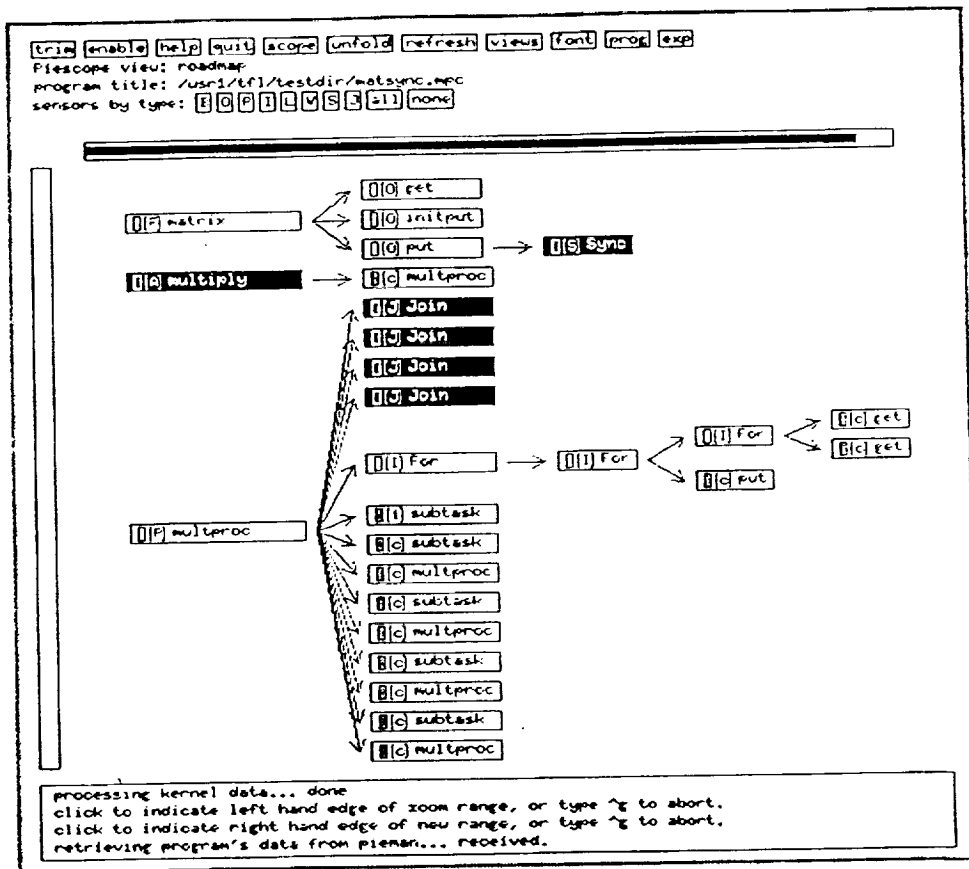 trim enable help quit scope unfold refresh views font prog exp
Piescope view: roadmap
program title: /usr1/tfl/testdir/matsync.mpc
sensors by type: E O P I L W S J all none
[O] get
[F] matrix
[O] initput
[O] put
[S] Sync
[A] multiply
[c] multproc
[J] Join
[J] Join
[J] Join
[J] Join
[c] get
[I] for
[c] get
[I] for
[I] for
[c] put
[I] subtask
[F] multproc
[c] subtask
[c] multproc
[c] subtask
[c] multproc
[c] subtask
[c] multproc
[c] subtask
[c] multproc
processing kernel data... done
click to indicate left hand edge of zoom range, or type ^g to abort.
click to indicate right hand edge of new range, or type ^g to abort.
retrieving program's data from pieman... received.